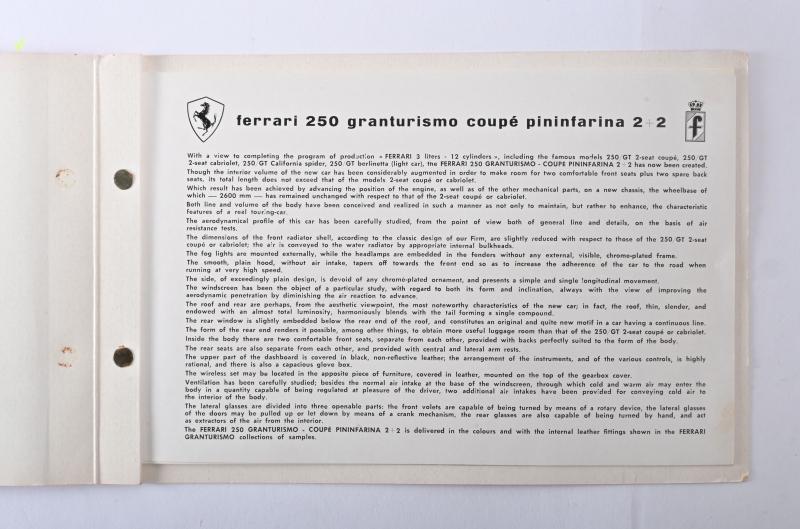 ferrari 250 granturismo coupé pininfarina 2+2
f
With a view to completing the program of production « FERRARI 3 liters - 12 cylinders », including the famous models 250/GT 2-seat coupé, 250/GT
2-seat cabriolet, 250/GT California spider, 250/GT berlinetta (light car), the FERRARI 250 GRANTURISMO - COUPÉ PININFARINA 2+2 has now been created.
Though the interior volume of the new car has been considerably augmented in order to make room for two comfortable front seats plus two spare back
seats, its total length does not exceed that of the models 2-seat coupé or cabriolet.
Which result has been achieved by advancing the position of the engine, as well as of the other mechanical parts, on a new chassis, the wheelbase of
which — 2600 mm — has remained unchanged with respect to that of the 2-seat coupé or cabriolet.
Both line and volume of the body have been conceived and realized in such a manner as not only to maintain, but rather to enhance, the characteristic
features of a reel touring-car.
The aerodynamical profile of this car has been carefully studied, from the point of view both of general line and details, on the basis of air
resistance tests.
The dimensions of the front radiator shell, according to the classic design of our Firm, are slightly reduced with respect to those of the 250/GT 2-seat
coupé or cabriolet; the air is conveyed to the water radiator by appropriate internal bulkheads.
The fog lights are mounted externally, while the headlamps are embedded in the fenders without any external, visible, chrome-plated frame.
The smooth, plain hood, without air intake, tapers off towards the front end so as to increase the adherence of the car to the road when
running at very high speed.
The side, of exceedingly plain design, is devoid of any chrome-plated ornament, and presents a simple and single longitudinal movement.
The windscreen has been the object of a particular study, with regard to both its form and inclination, always with the view of improving the
aerodynamic penetration by diminishing the air reaction to advance.
The roof and rear are perhaps, from the aesthetic viewpoint, the most noteworthy characteristics of the new car; in fact, the roof, thin, slender, and
endowed with an almost total luminosity, harmoniously blends with the tail forming a single compound.
The rear window is slightly embedded below the rear end of the roof, and constitutes an original and quite new motif in a car having a continuous line.
The form of the rear end renders it possible, among other things, to obtain more useful luggage room than that of the 250/GT 2-seat coupé or cabriolet.
Inside the body there are two comfortable front seats, separate from each other, provided with backs perfectly suited to the form of the body.
The rear seats are also separate from each other, and provided with central and lateral arm rests.
The upper part of the dashboard is covered in black, non-reflective leather; the arrangement of the instruments, and of the various controls, is highly
rational, and there is also a capacious glove box.
The wireless set may be located in the apposite piece of furniture, covered in leather, mounted on the top of the gearbox cover.
Ventilation has been carefully studied; besides the normal air intake at the base of the windscreen, through which cold and warm air may enter the
body in a quantity capable of being regulated at pleasure of the driver, two additional air intakes have been provided for conveying cold air to
the interior of the body.
The lateral glasses are divided into three openable parts: the front velets are capable of being turned by means of a rotary device, the lateral glasses
of the doors may be pulled up or let down by means of a crank mechanism, the rear glasses are also capable of being turned by hand, and act
as extractors of the air from the interior.
The FERRARI 250 GRANTURISMO - COUPÉ PININFARINA 2+2 is delivered in the colours and with the internal leather fittings shown in the FERRARI
GRANTURISMO collections of samples.